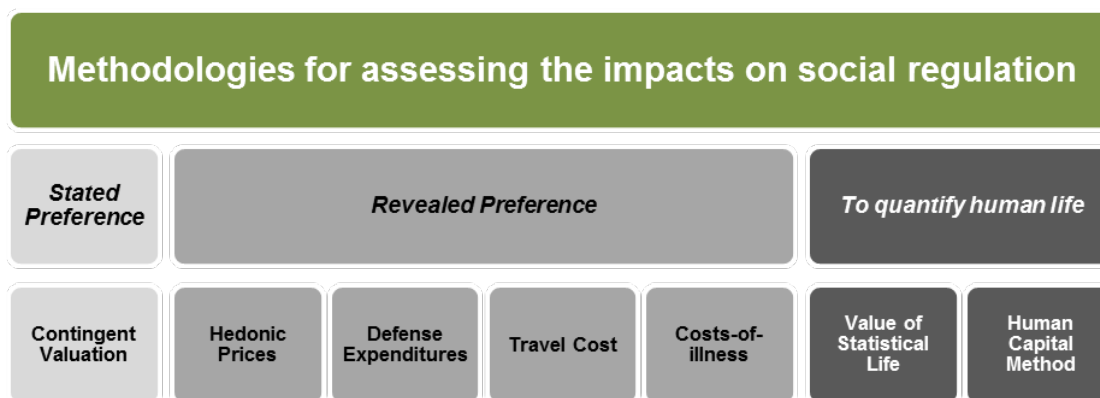 Methodologies for assessing the impacts on social regulation
Stated
Preference
Revealed Preference
To quantify human life
Contingent
Valuation
Hedonic
Prices
Defense
Expenditures
Travel Cost
Costs-of-
illness
Value of
Statistical
Life
Human
Capital
Method